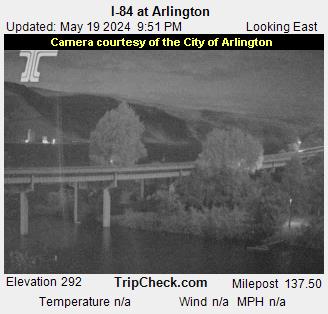 I-84 at Arlington
Updated: May 19 2024 9:51 PM Looking East
Camera courtesy of the City of Arlington
Elevation 292 TripCheck.com Milepost 137.50
Temperature n/a Wind n/a MPH n/a